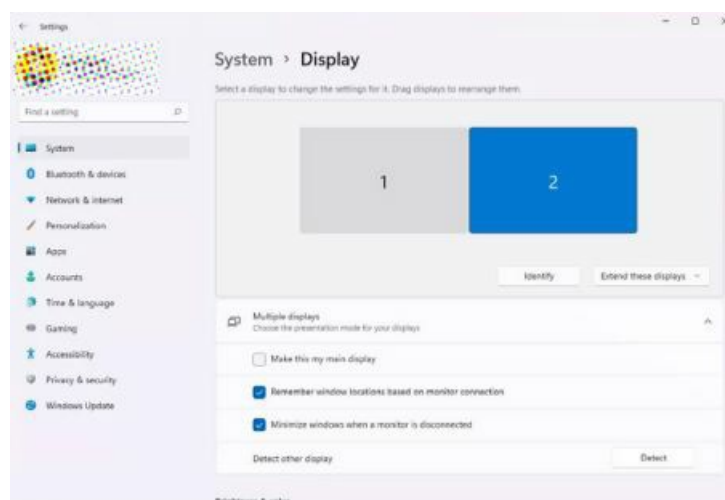 Settings
System > Display
Select a display to change the settings for it. Drag displays to rearrange them.
Find a setting
System
Bluetooth & devices
Network & internet
Personalization
Apps
Accounts
Time & language
Gaming
Accessibility
Privacy & security
Windows Update
1
2
Identify
Extend these displays
Multiple displays
Choose the presentation mode for your displays
Make this my main display
Remember window locations based on monitor connection
Minimize windows when a monitor is disconnected
Detect other display
Detect